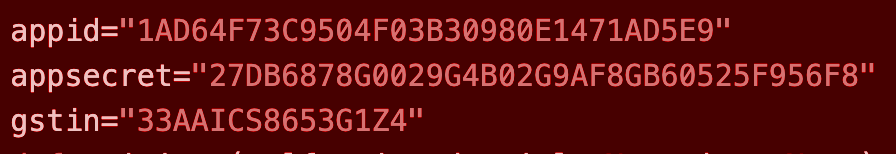 appid="1AD64F73C9504F03B30980E1471AD5E9"
appsecret="27DB6878G0029G4B02G9AF8GB60525F956F8"
gstin="33AAICS8653G1Z4"